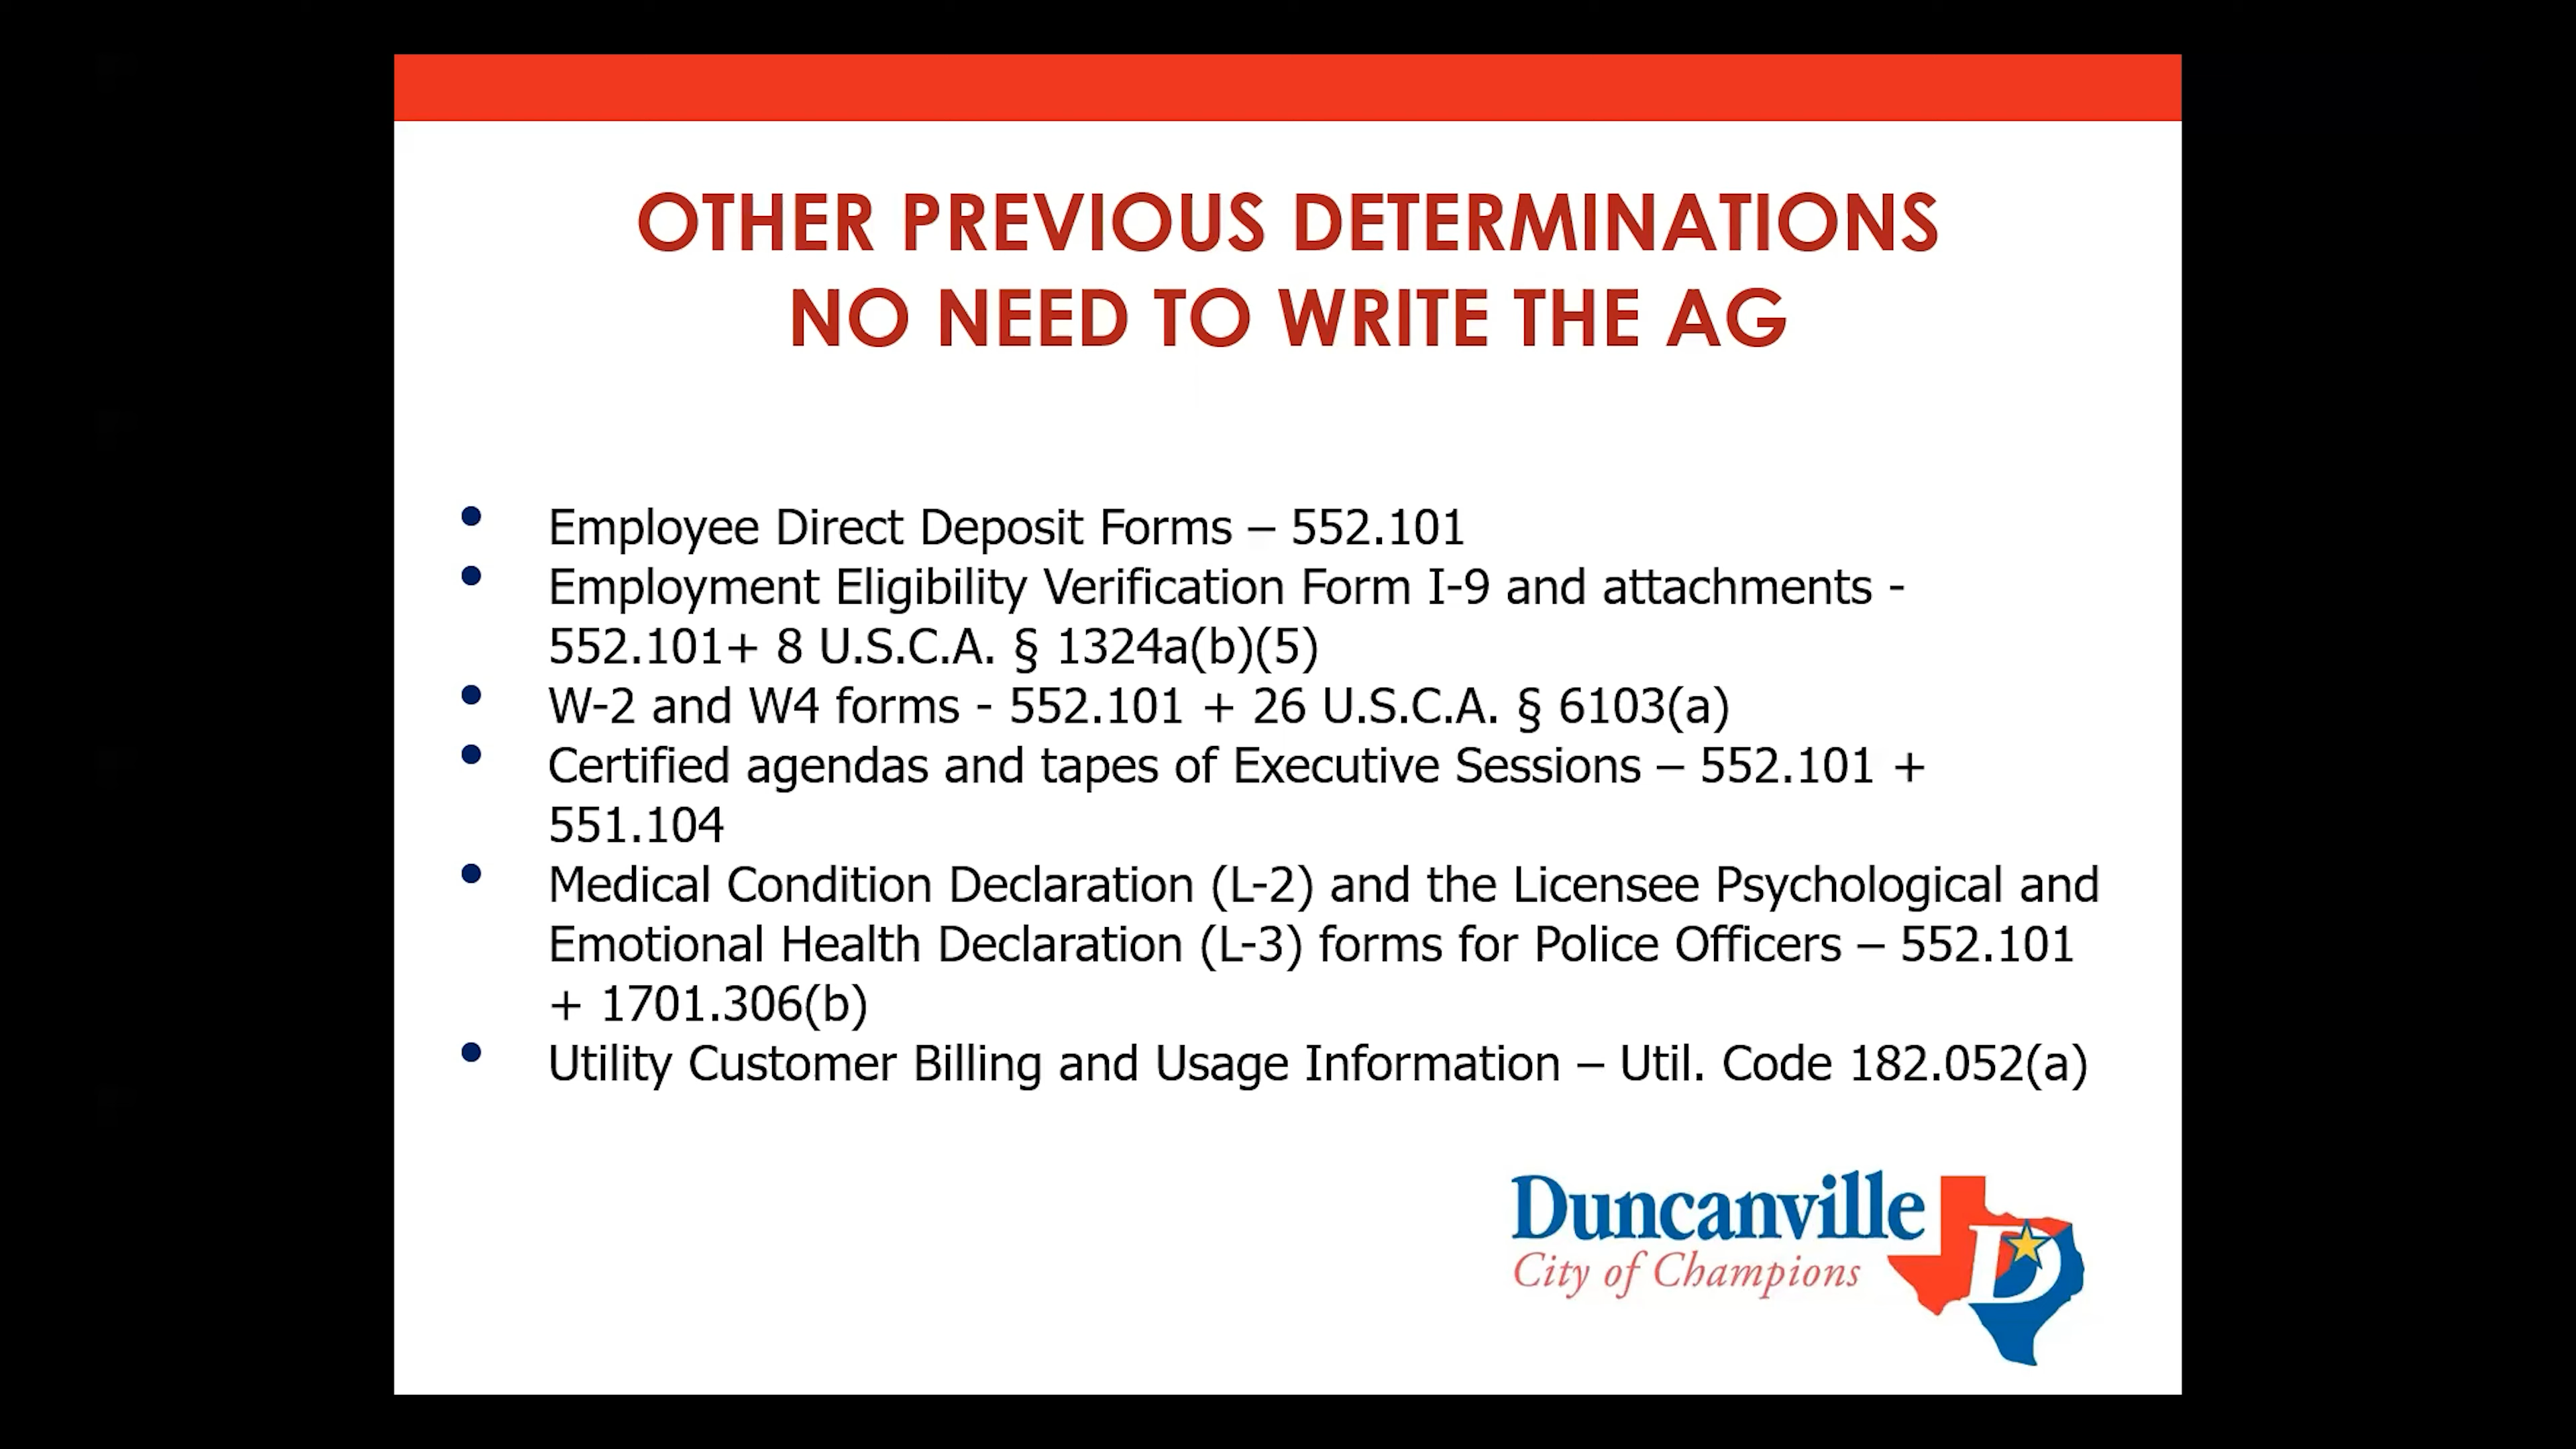 OTHER PREVIOUS DETERMINATIONS
NO NEED TO WRITE THE AG
• Employee Direct Deposit Forms – 552.101
• Employment Eligibility Verification Form I-9 and attachments -
552.101+ 8 U.S.C.A. § 1324a(b)(5)
• W-2 and W4 forms - 552.101 + 26 U.S.C.A. § 6103(a)
• Certified agendas and tapes of Executive Sessions – 552.101 +
551.104
• Medical Condition Declaration (L-2) and the Licensee Psychological and
Emotional Health Declaration (L-3) forms for Police Officers – 552.101
+ 1701.306(b)
• Utility Customer Billing and Usage Information – Util. Code 182.052(a)
Duncanville
City of Champions
D